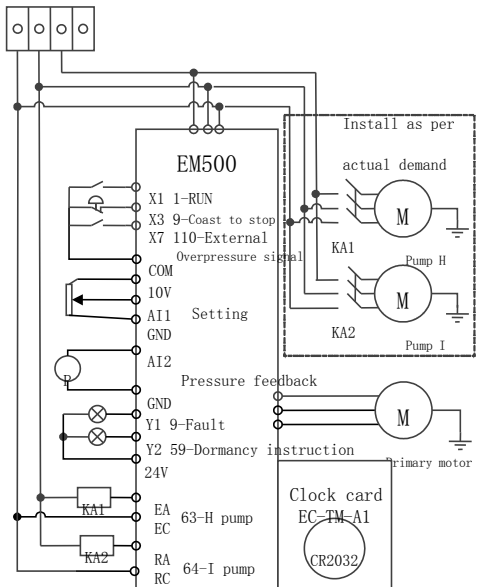 Install as per
actual demand
EM500
X1 1-RUN
X3 9-Coast to stop
X7 110-External
Overpressure signal
COM
10V
AI1
Setting
GND
AI2
P
Pressure feedback
GND
Y1 9-Fault
Y2 59-Dormancy instruction
24V
KA1
EA
EC
63-H pump
KA2
RA
RC
64-I pump
M
KA1
Pump H
M
KA2
Pump I
M
Primary motor
Clock card
EC-TM-A1
CR2032